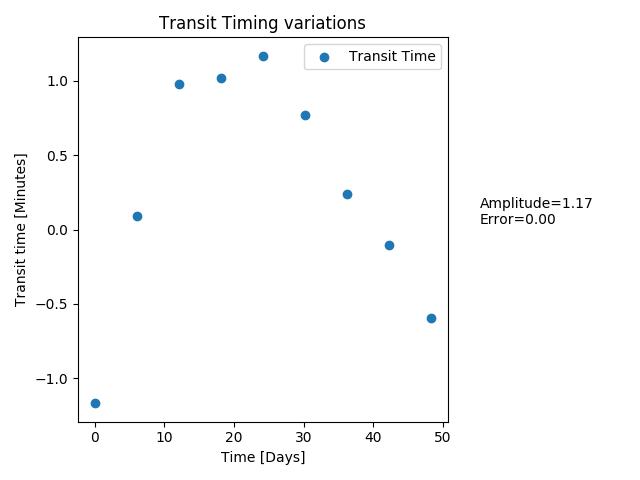 Transit Timing variations
Transit Time
1.0
0.5
0.0
−0.5
−1.0
Transit time [Minutes]
0
10
20
30
40
50
Time [Days]
Amplitude=1.17
Error=0.00